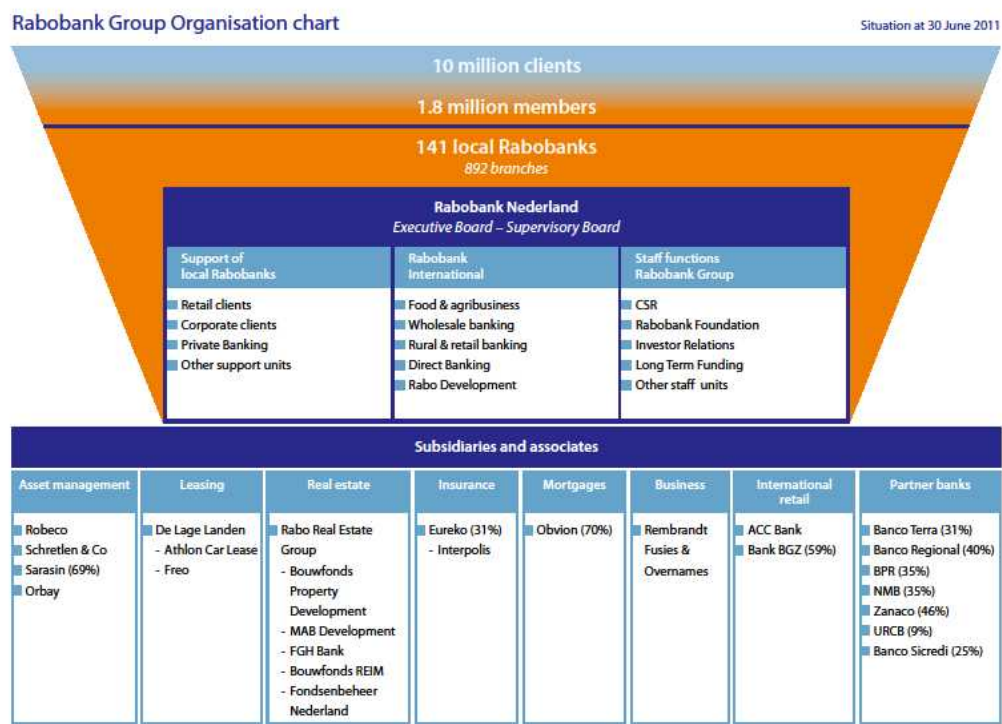 Rabobank Group Organisation chart
Situation at 30 June 2011
10 million clients
1.8 million members
141 local Rabobanks
892 branches
Rabobank Nederland
Executive Board – Supervisory Board
Support of
local Rabobanks
Retail clients
Corporate clients
Private Banking
Other support units
Rabobank
International
Food & agribusiness
Wholesale banking
Rural & retail banking
Direct Banking
Rabo Development
Staff functions
Rabobank Group
CSR
Rabobank Foundation
Investor Relations
Long Term Funding
Other staff units
Subsidiaries and associates
Asset management
Robeco
Schretlen & Co
Sarasin (69%)
Orbay
Leasing
De Lage Landen
- Athlon Car Lease
- Freo
Real estate
Rabo Real Estate
Group
- Bouwfonds
Property
Development
- MAB Development
- FGH Bank
- Bouwfonds REIM
- Fondsenbeheer
Nederland
Insurance
Eureko (31%)
- Interpolis
Mortgages
Obvion (70%)
Business
Rembrandt
Fusies &
Overnames
International
retail
ACC Bank
Bank BGZ (59%)
Partner banks
Banco Terra (31%)
Banco Regional (40%)
BPR (35%)
NMB (35%)
Zanaco (46%)
URCB (9%)
Banco Sicredi (25%)